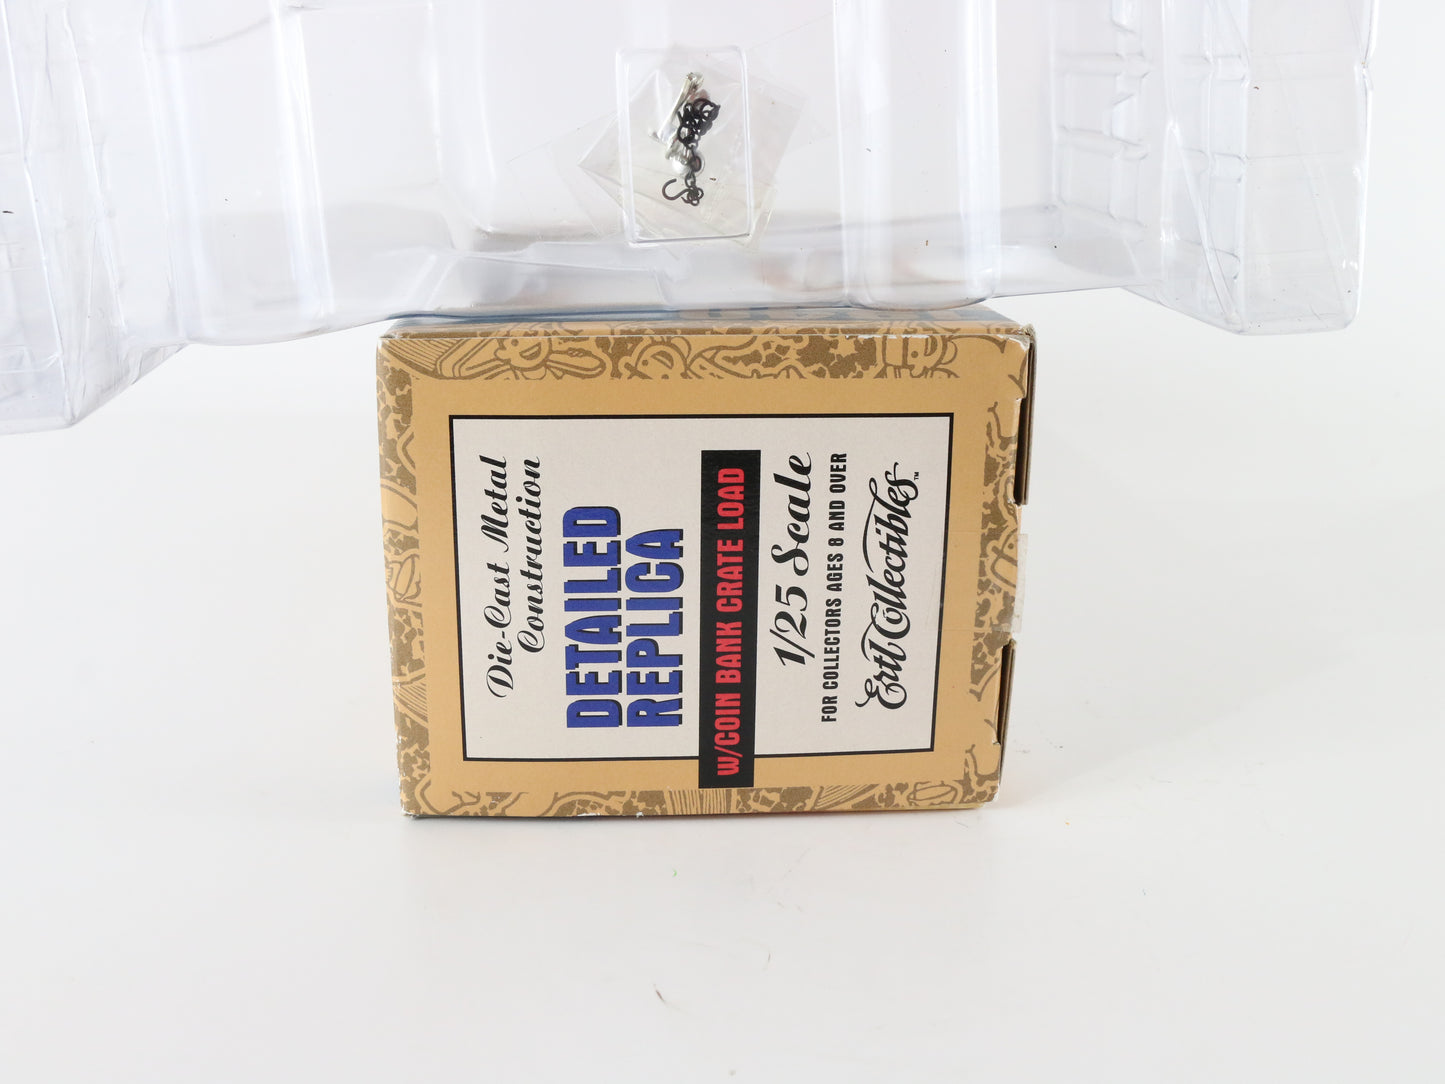 Die-Cast Metal
Construction
DETAILED
REPLICA
W/COIN BANK CRATE LOAD
1/25 Scale
FOR COLLECTORS AGES 8 AND OVER
Ertl Collectibles™